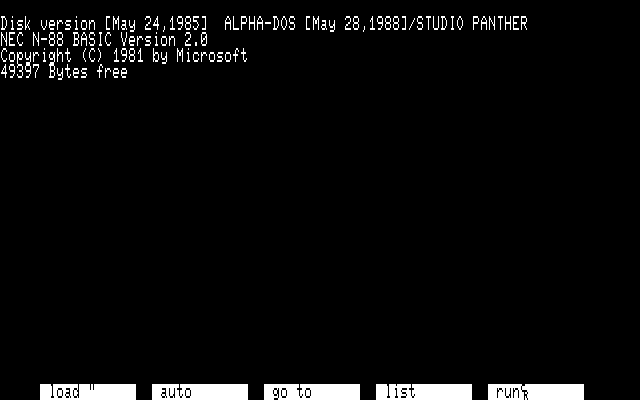 Disk version [May 24,1985]  ALPHA-DOS [May 28,1988]/STUDIO PANTHER
NEC N-88 BASIC Version 2.0
Copyright (C) 1981 by Microsoft
49397 Bytes free
load " auto go to list run␍